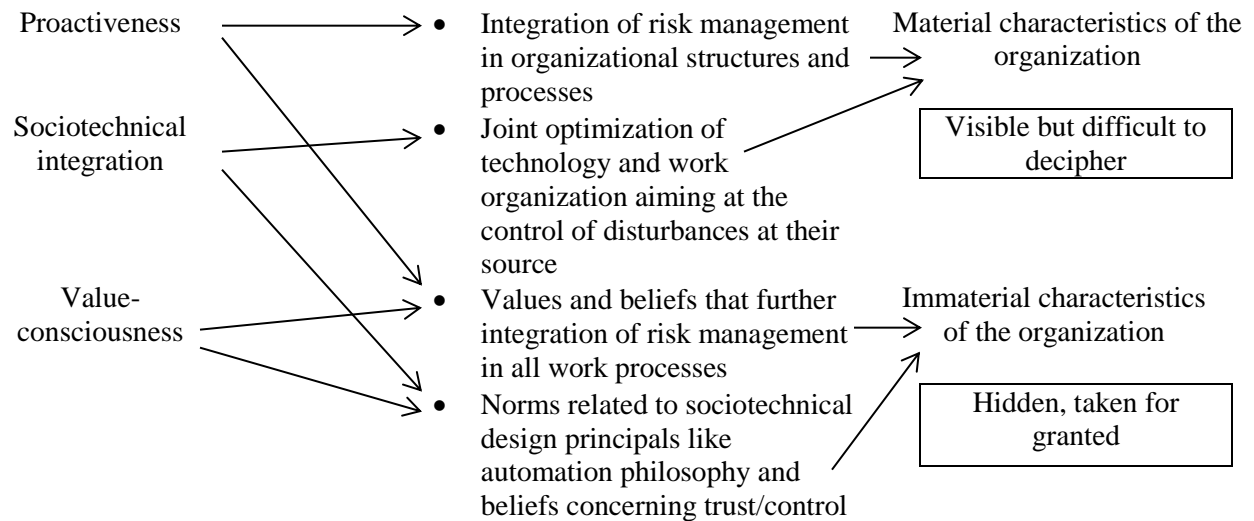 Proactiveness
Sociotechnical
integration
Value-
consciousness
• Integration of risk management
in organizational structures and
processes
• Joint optimization of
technology and work
organization aiming at the
control of disturbances at their
source
• Values and beliefs that further
integration of risk management
in all work processes
• Norms related to sociotechnical
design principals like
automation philosophy and
beliefs concerning trust/control
Material characteristics of the
organization
Visible but difficult to
decipher
Immaterial characteristics
of the organization
Hidden, taken for
granted